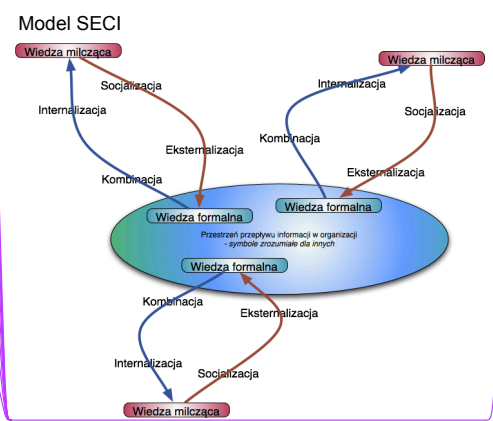 Model SECI
Wiedza milcząca
Wiedza milcząca
Socjalizacja
Internalizacja
Internalizacja
Socjalizacja
Kombinacja
Eksternalizacja
Eksternalizacja
Kombinacja
Wiedza formalna
Wiedza formalna
Przestrzeń przepływu informacji w organizacji
- symbole zrozumiałe dla innych
Wiedza formalna
Kombinacja
Eksternalizacja
Internalizacja
Socjalizacja
Wiedza milcząca